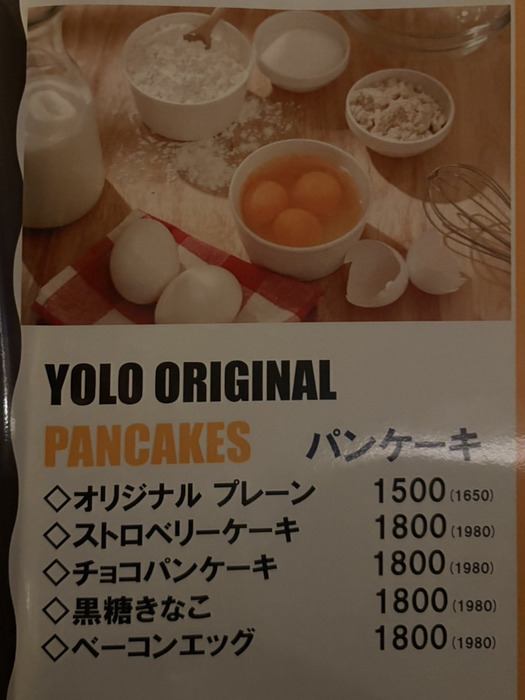 YOLO ORIGINAL
PANCAKES パンケーキ
◇オリジナル プレーン 1500(1650)
◇ストロベリーケーキ 1800(1980)
◇チョコパンケーキ 1800(1980)
◇黒糖きなこ 1800(1980)
◇ベーコンエッグ 1800(1980)